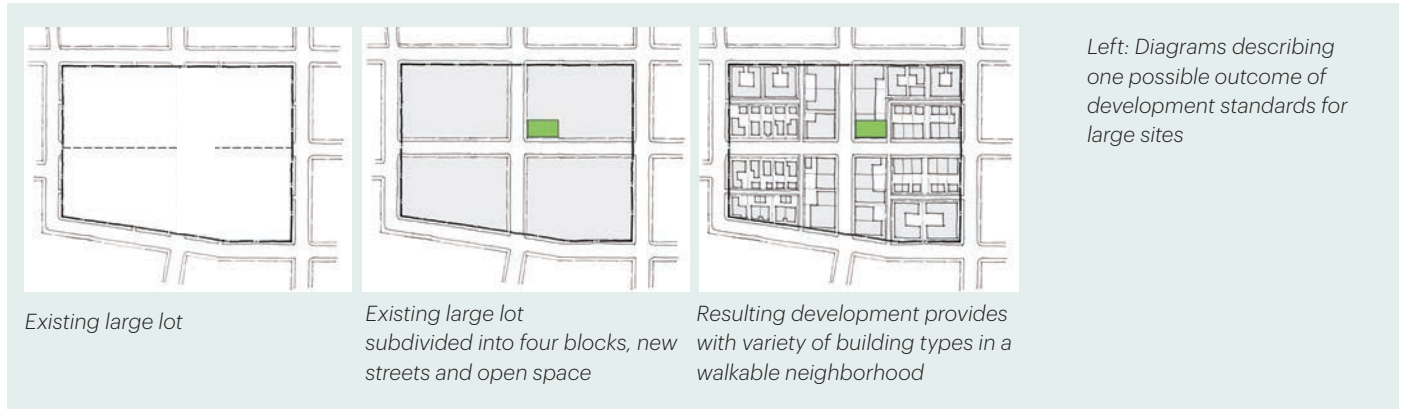 Existing large lot
Existing large lot
subdivided into four blocks, new
streets and open space
Resulting development provides
with variety of building types in a
walkable neighborhood
Left: Diagrams describing
one possible outcome of
development standards for
large sites